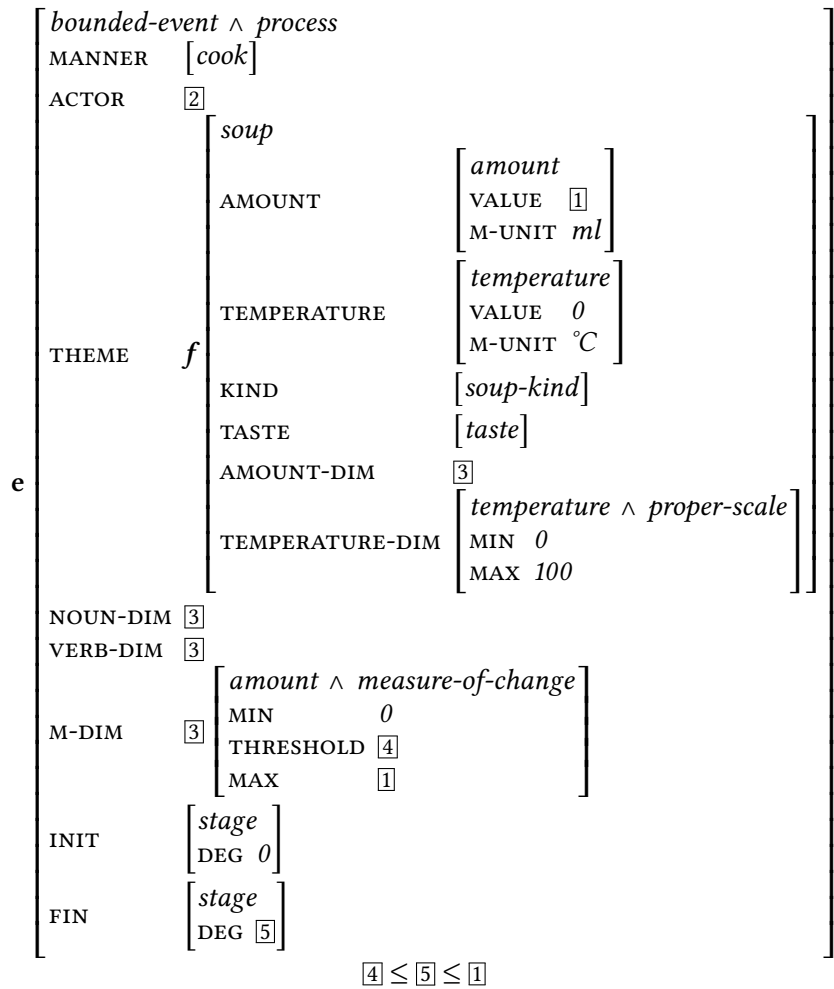 bounded-event ∧ process
MANNER [cook]
ACTOR 2
soup
amount
AMOUNT VALUE 1
M-UNIT ml
temperature
TEMPERATURE VALUE 0
M-UNIT °C
THEME f
KIND [soup-kind]
TASTE [taste]
AMOUNT-DIM 3
e
temperature ∧ proper-scale
TEMPERATURE-DIM MIN 0
MAX 100
NOUN-DIM 3
VERB-DIM 3
amount ∧ measure-of-change
MIN 0
M-DIM 3
THRESHOLD 4
MAX 1
stage
INIT
DEG 0
stage
FIN
DEG 5
4 ≤ 5 ≤ 1